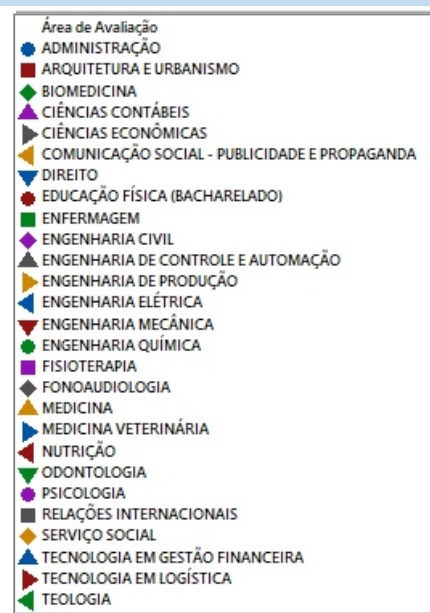 Área de Avaliação
ADMINISTRAÇÃO
ARQUITETURA E URBANISMO
BIOMEDICINA
CIÊNCIAS CONTÁBEIS
CIÊNCIAS ECONÔMICAS
COMUNICAÇÃO SOCIAL - PUBLICIDADE E PROPAGANDA
DIREITO
EDUCAÇÃO FÍSICA (BACHARELADO)
ENFERMAGEM
ENGENHARIA CIVIL
ENGENHARIA DE CONTROLE E AUTOMAÇÃO
ENGENHARIA DE PRODUÇÃO
ENGENHARIA ELÉTRICA
ENGENHARIA MECÂNICA
ENGENHARIA QUÍMICA
FISIOTERAPIA
FONOAUDIOLOGIA
MEDICINA
MEDICINA VETERINÁRIA
NUTRIÇÃO
ODONTOLOGIA
PSICOLOGIA
RELAÇÕES INTERNACIONAIS
SERVIÇO SOCIAL
TECNOLOGIA EM GESTÃO FINANCEIRA
TECNOLOGIA EM LOGÍSTICA
TEOLOGIA